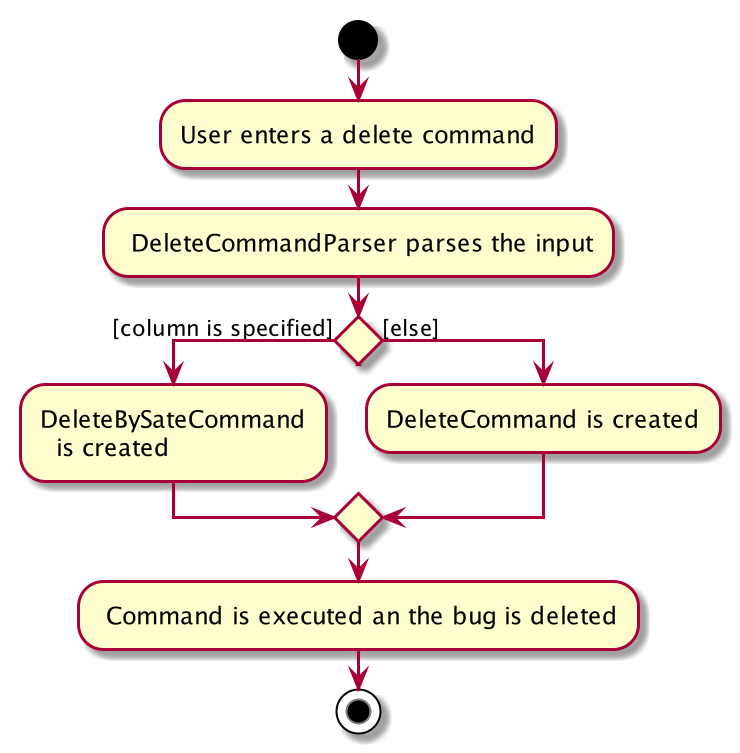 User enters a delete command
DeleteCommandParser parses the input
[column is specified]
[else]
DeleteBySateCommand
is created
DeleteCommand is created
Command is executed an the bug is deleted